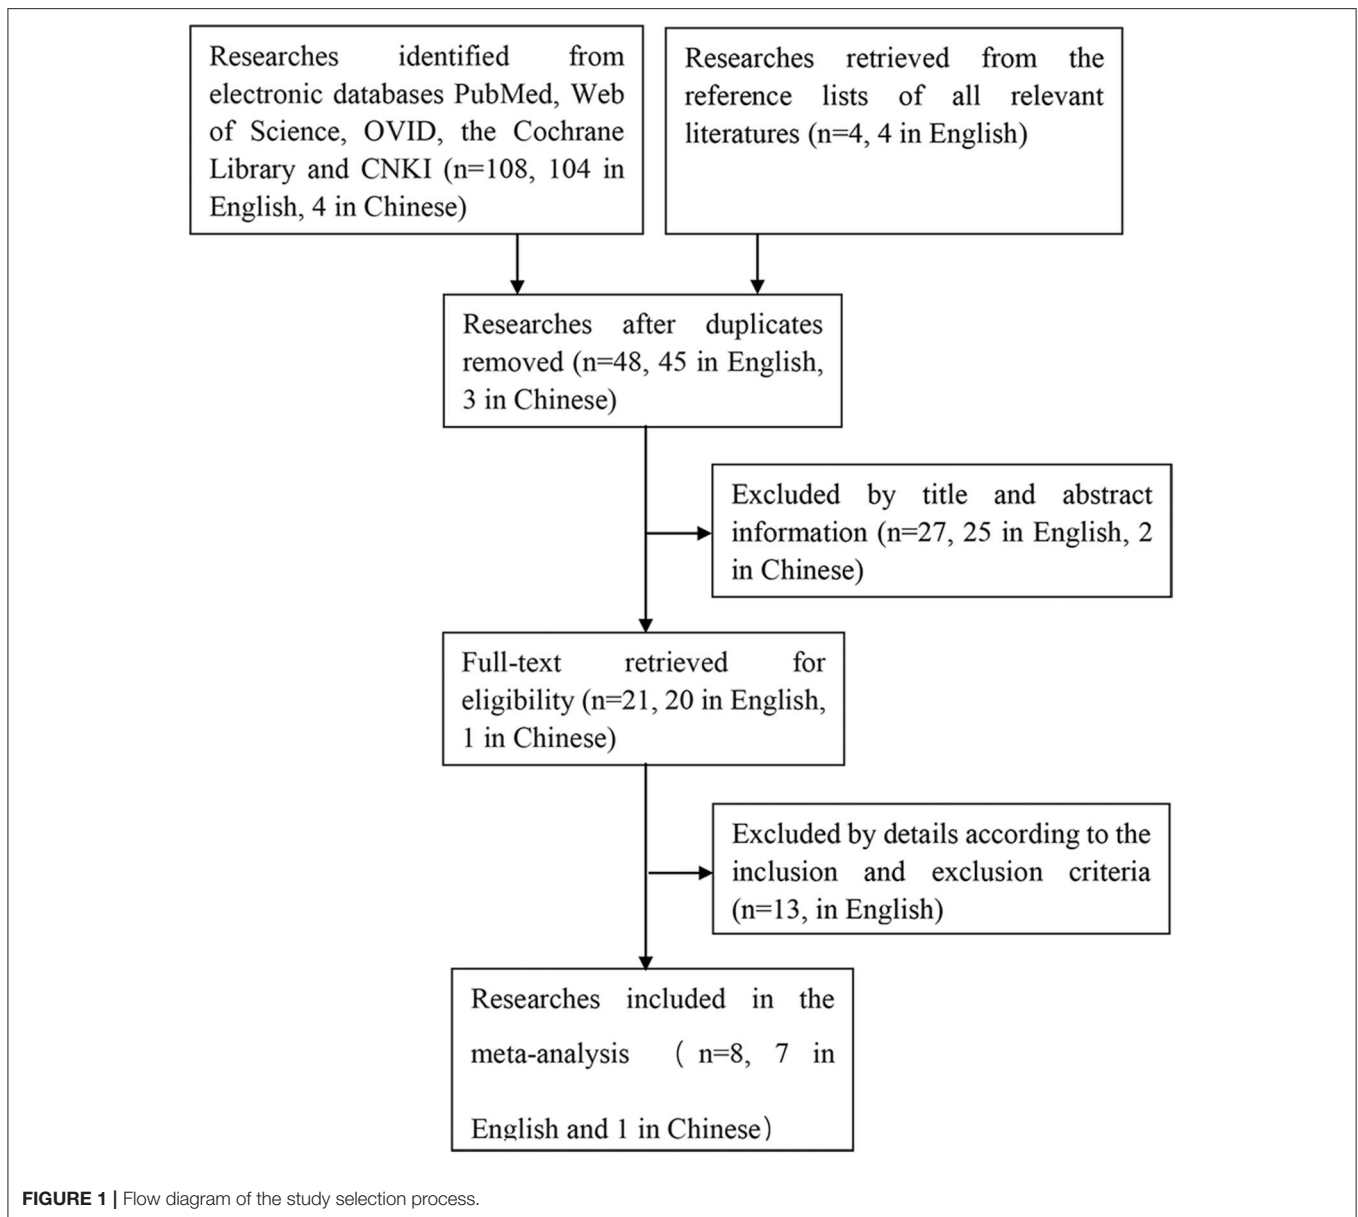 Researches identified from
electronic databases PubMed, Web
of Science, OVID, the Cochrane
Library and CNKI (n=108, 104 in
English, 4 in Chinese)
Researches retrieved from the
reference lists of all relevant
literatures (n=4, 4 in English)
Researches after duplicates
removed (n=48, 45 in English,
3 in Chinese)
Excluded by title and abstract
information (n=27, 25 in English, 2
in Chinese)
Full-text retrieved for
eligibility (n=21, 20 in English,
1 in Chinese)
Excluded by details according to the
inclusion and exclusion criteria
(n=13, in English)
Researches included in the
meta-analysis （ n=8, 7 in
English and 1 in Chinese）
FIGURE 1 | Flow diagram of the study selection process.